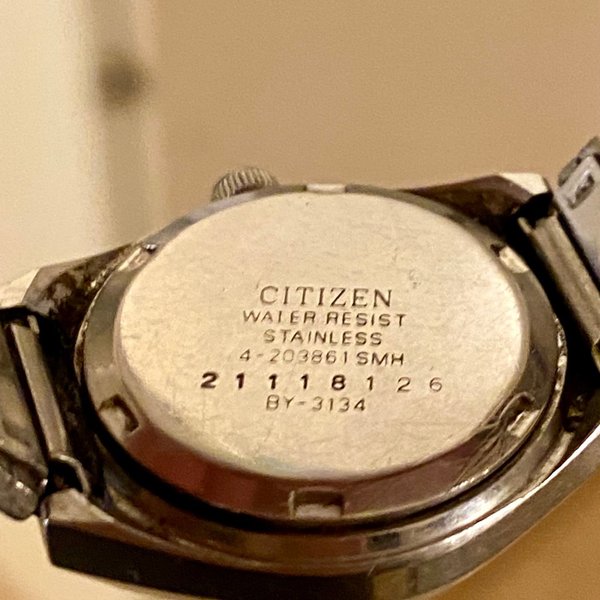 CITIZEN
WATER RESIST
STAINLESS
4-203861 SMH
21118126
BY-3134